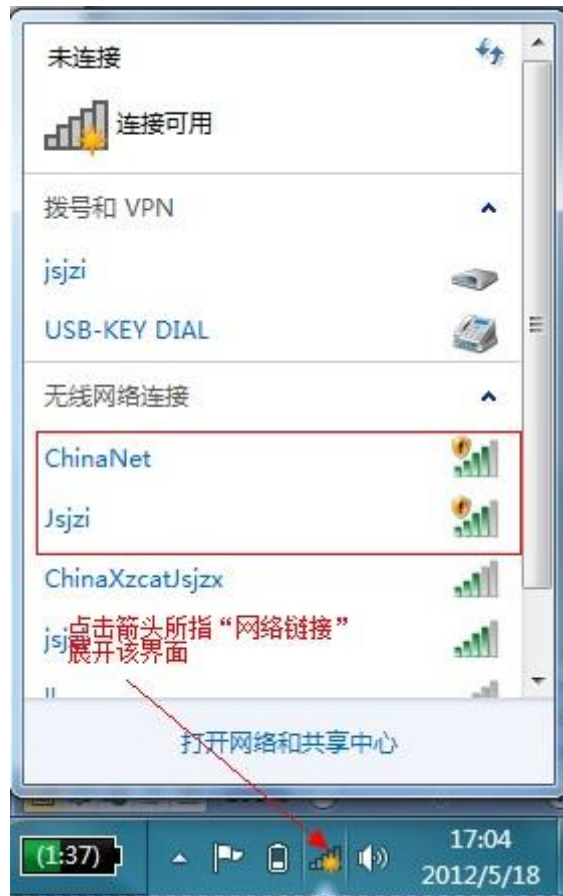 未连接
连接可用
拨号和 VPN
jsjzi
USB-KEY DIAL
无线网络连接
ChinaNet
Jsjzi
ChinaXzcatJsjzx
点击箭头所指“网络链接”
展开该界面
打开网络和共享中心
(1:37)
17:04
2012/5/18